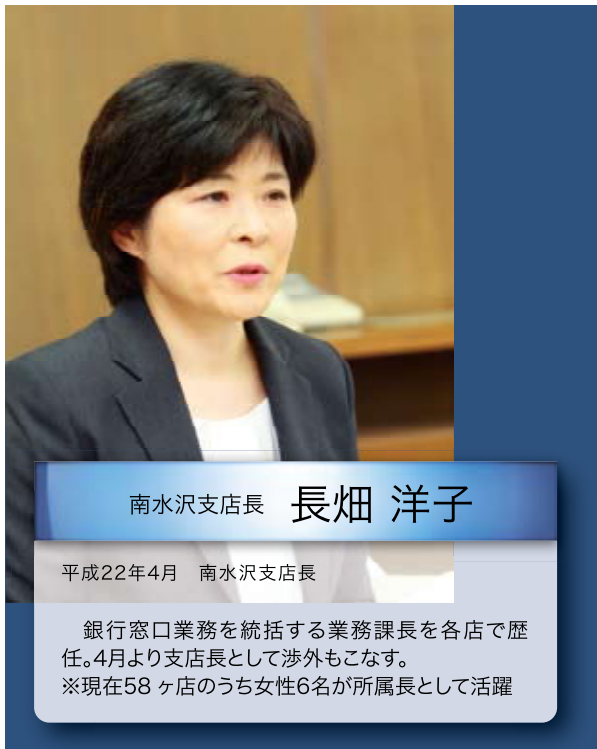 南水沢支店長　長畑 洋子
平成22年4月　南水沢支店長
　銀行窓口業務を統括する業務課長を各店で歴
任。4月より支店長として渉外もこなす。
※現在58ヶ店のうち女性6名が所属長として活躍